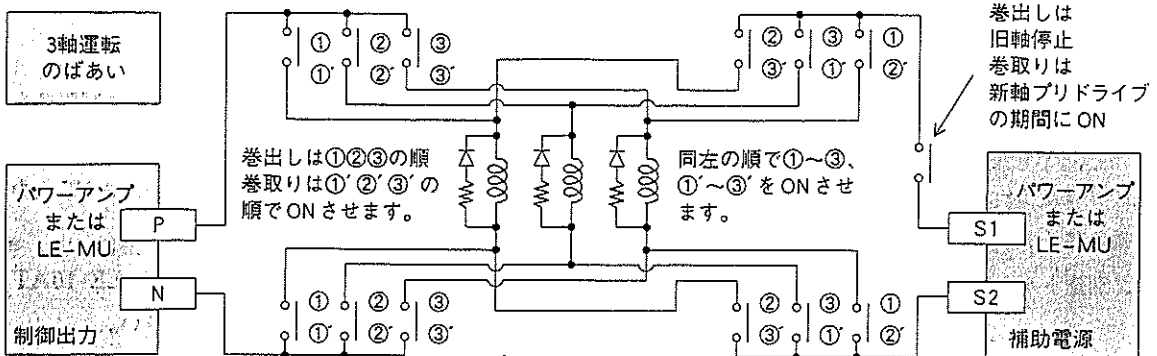 3軸運転
のばあい
① ② ③
①´ ②´ ③´
② ③ ①
③´ ①´ ②´
巻出しは
旧軸停止
巻取りは
新軸プリドライブ
の期間にON
巻出しは①②③の順
巻取りは①´②´③´の
順でONさせます。
同左の順で①〜③、
①´〜③´をONさせ
ます。
パワーアンプ
または
LE-MU
P
N
制御出力
① ② ③
①´ ②´ ③´
② ③ ①
③´ ①´ ②´
パワーアンプ
または
LE-MU
S1
S2
補助電源